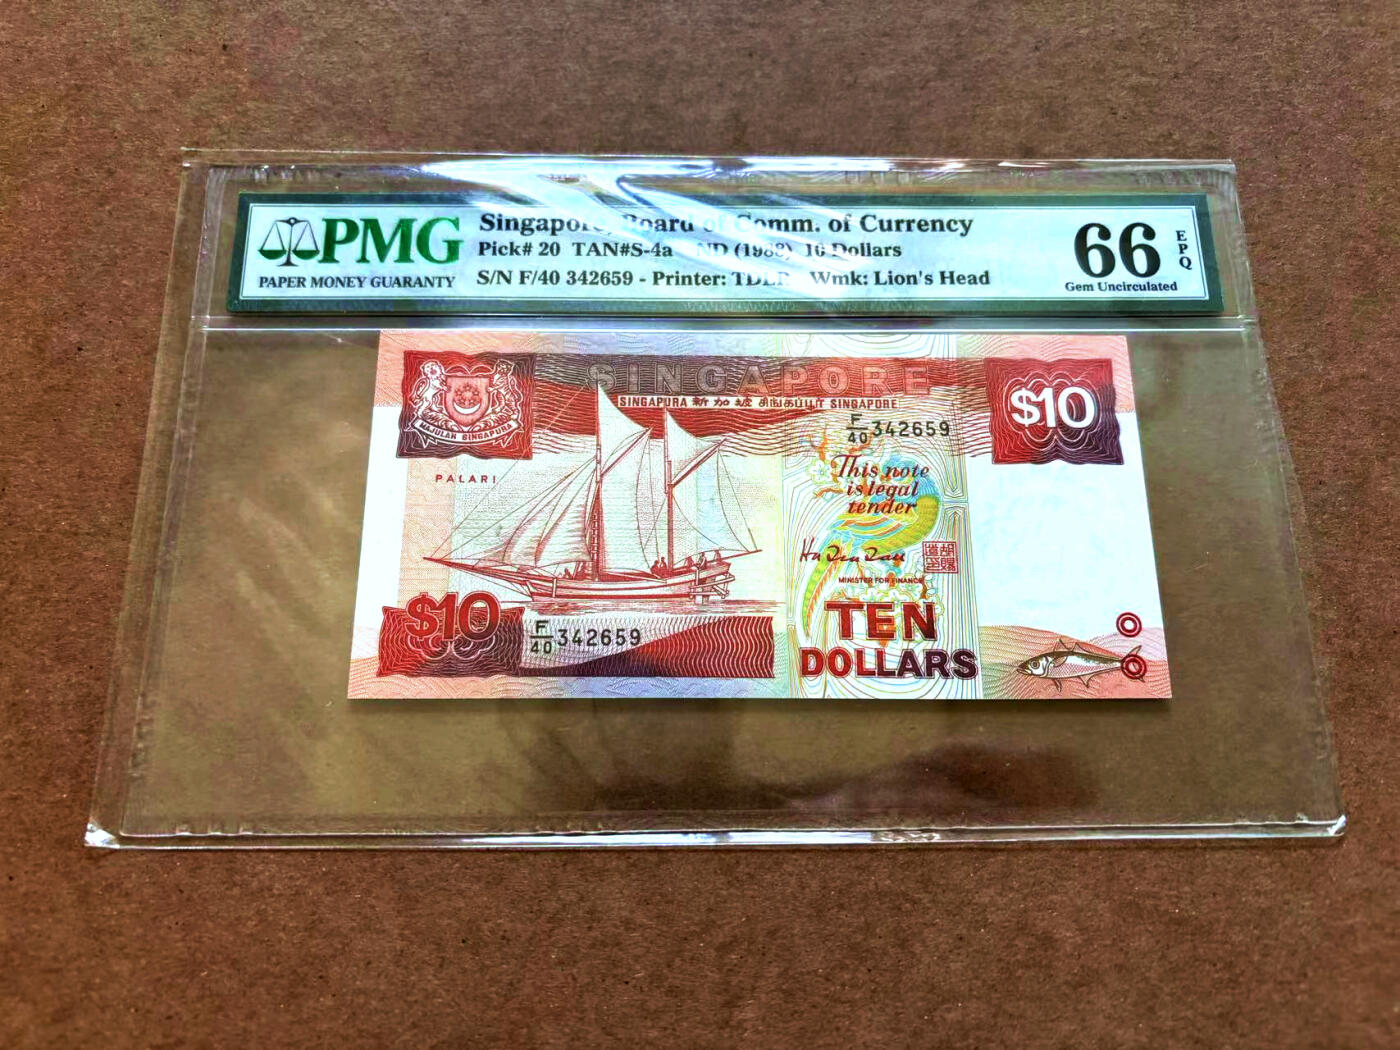 PMG
PAPER MONEY GUARANTY
Singapore, Board of Comm. of Currency
Pick# 20 TAN#S-4a ND (1988) 10 Dollars
S/N F/40 342659 - Printer: TDLR Wmk: Lion's Head
66
EPQ
Gem Uncirculated
SINGAPORE
SINGAPURA 新加坡 சிங்கப்பூர் SINGAPORE
MAJULAH SINGAPURA
$10
F/40 342659
PALARI
This note
is legal
tender
MINISTER FOR FINANCE
$10
F/40 342659
TEN
DOLLARS